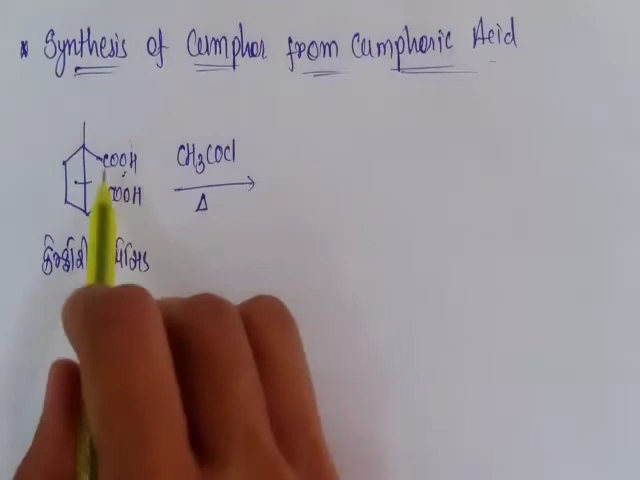 * Synthesis of Camphor from Camphoric Acid
COOH CH₃COCl
COOH Δ